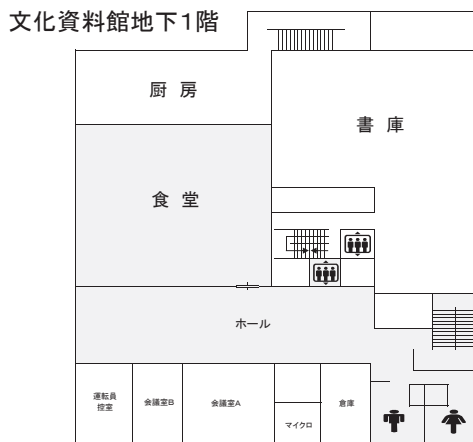 文化資料館地下1階
厨 房
書 庫
食 堂
ホール
運転員
控室
会議室B
会議室A
マイクロ
倉庫